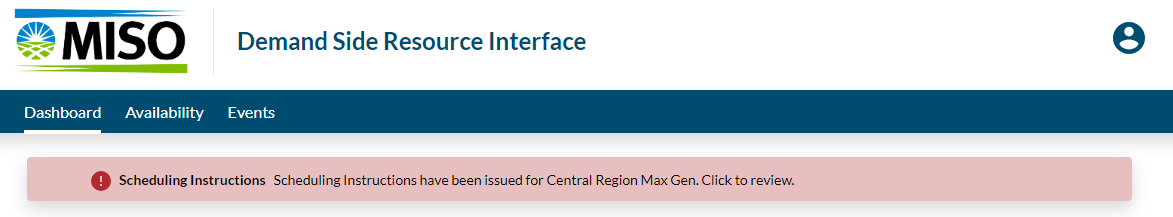 MISO
Demand Side Resource Interface
Dashboard Availability Events
Scheduling Instructions Scheduling Instructions have been issued for Central Region Max Gen. Click to review.